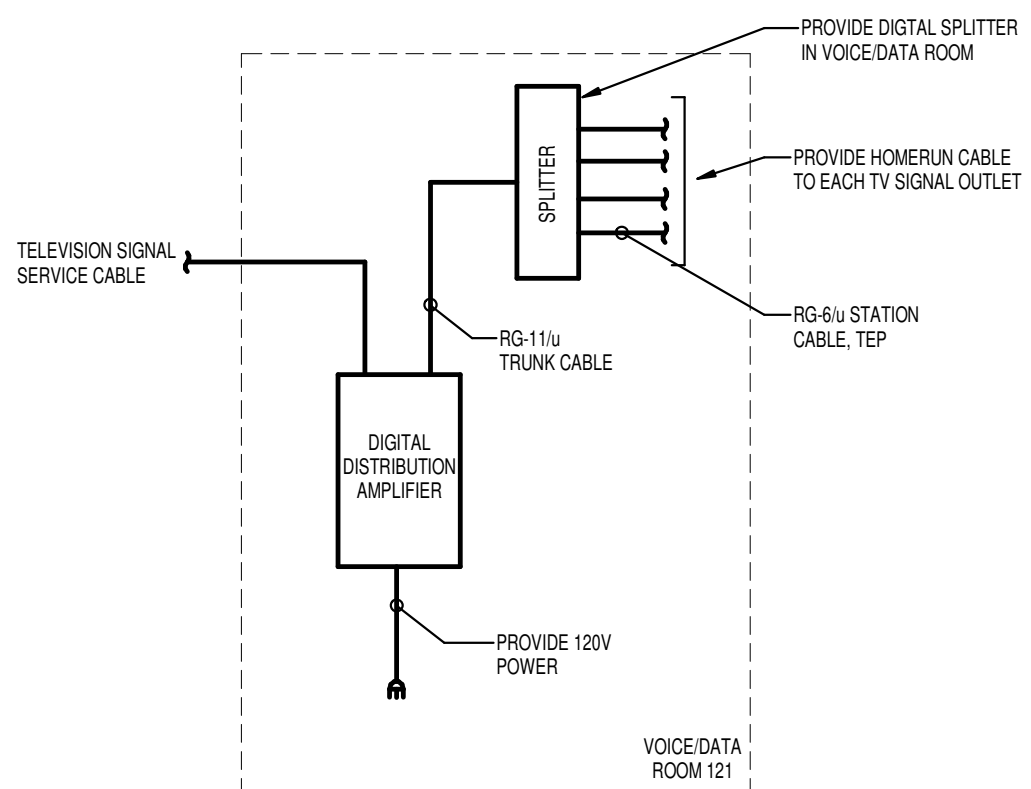 PROVIDE DIGTAL SPLITTER
IN VOICE/DATA ROOM
SPLITTER
PROVIDE HOMERUN CABLE
TO EACH TV SIGNAL OUTLET
TELEVISION SIGNAL
SERVICE CABLE
RG-6/u STATION
CABLE, TEP
RG-11/u
TRUNK CABLE
DIGITAL
DISTRIBUTION
AMPLIFIER
PROVIDE 120V
POWER
VOICE/DATA
ROOM 121